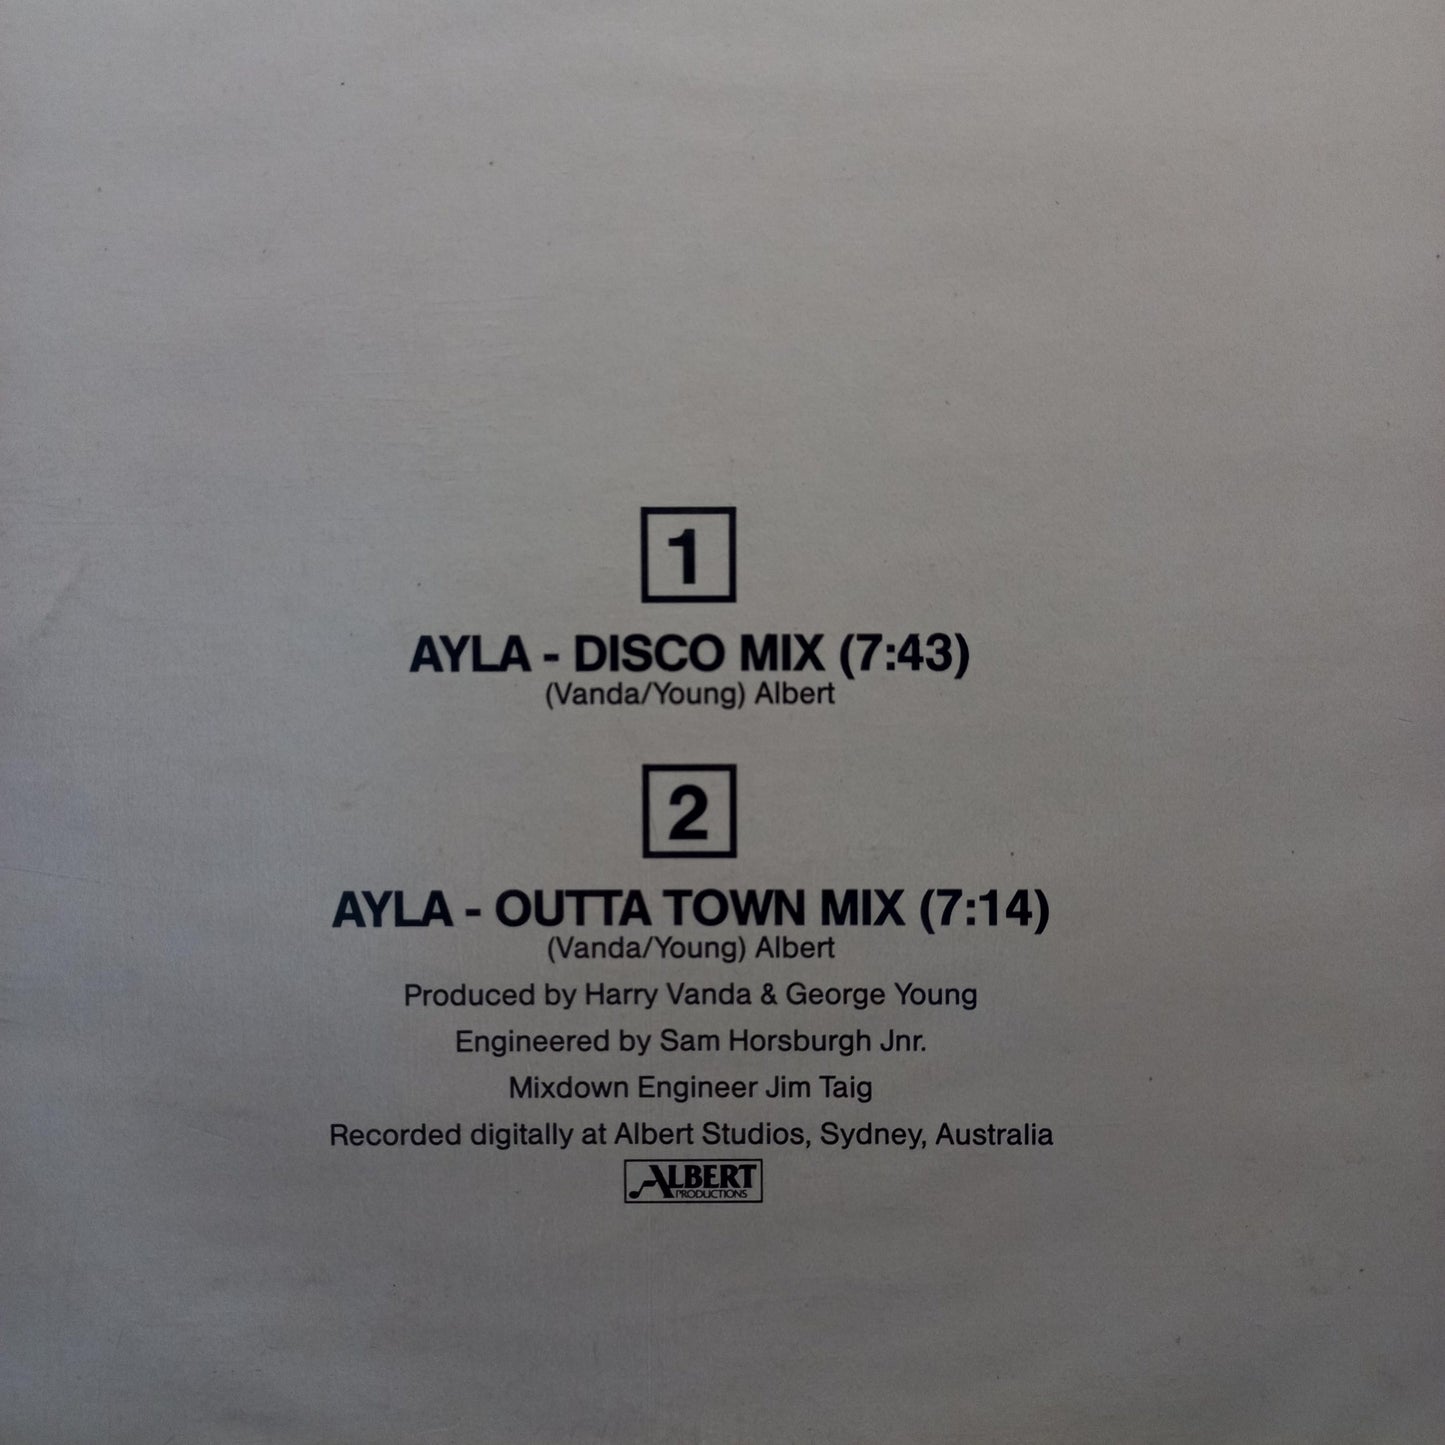 1
AYLA - DISCO MIX (7:43)
(Vanda/Young) Albert
2
AYLA - OUTTA TOWN MIX (7:14)
(Vanda/Young) Albert
Produced by Harry Vanda & George Young
Engineered by Sam Horsburgh Jnr.
Mixdown Engineer Jim Taig
Recorded digitally at Albert Studios, Sydney, Australia
ALBERT
PRODUCTIONS